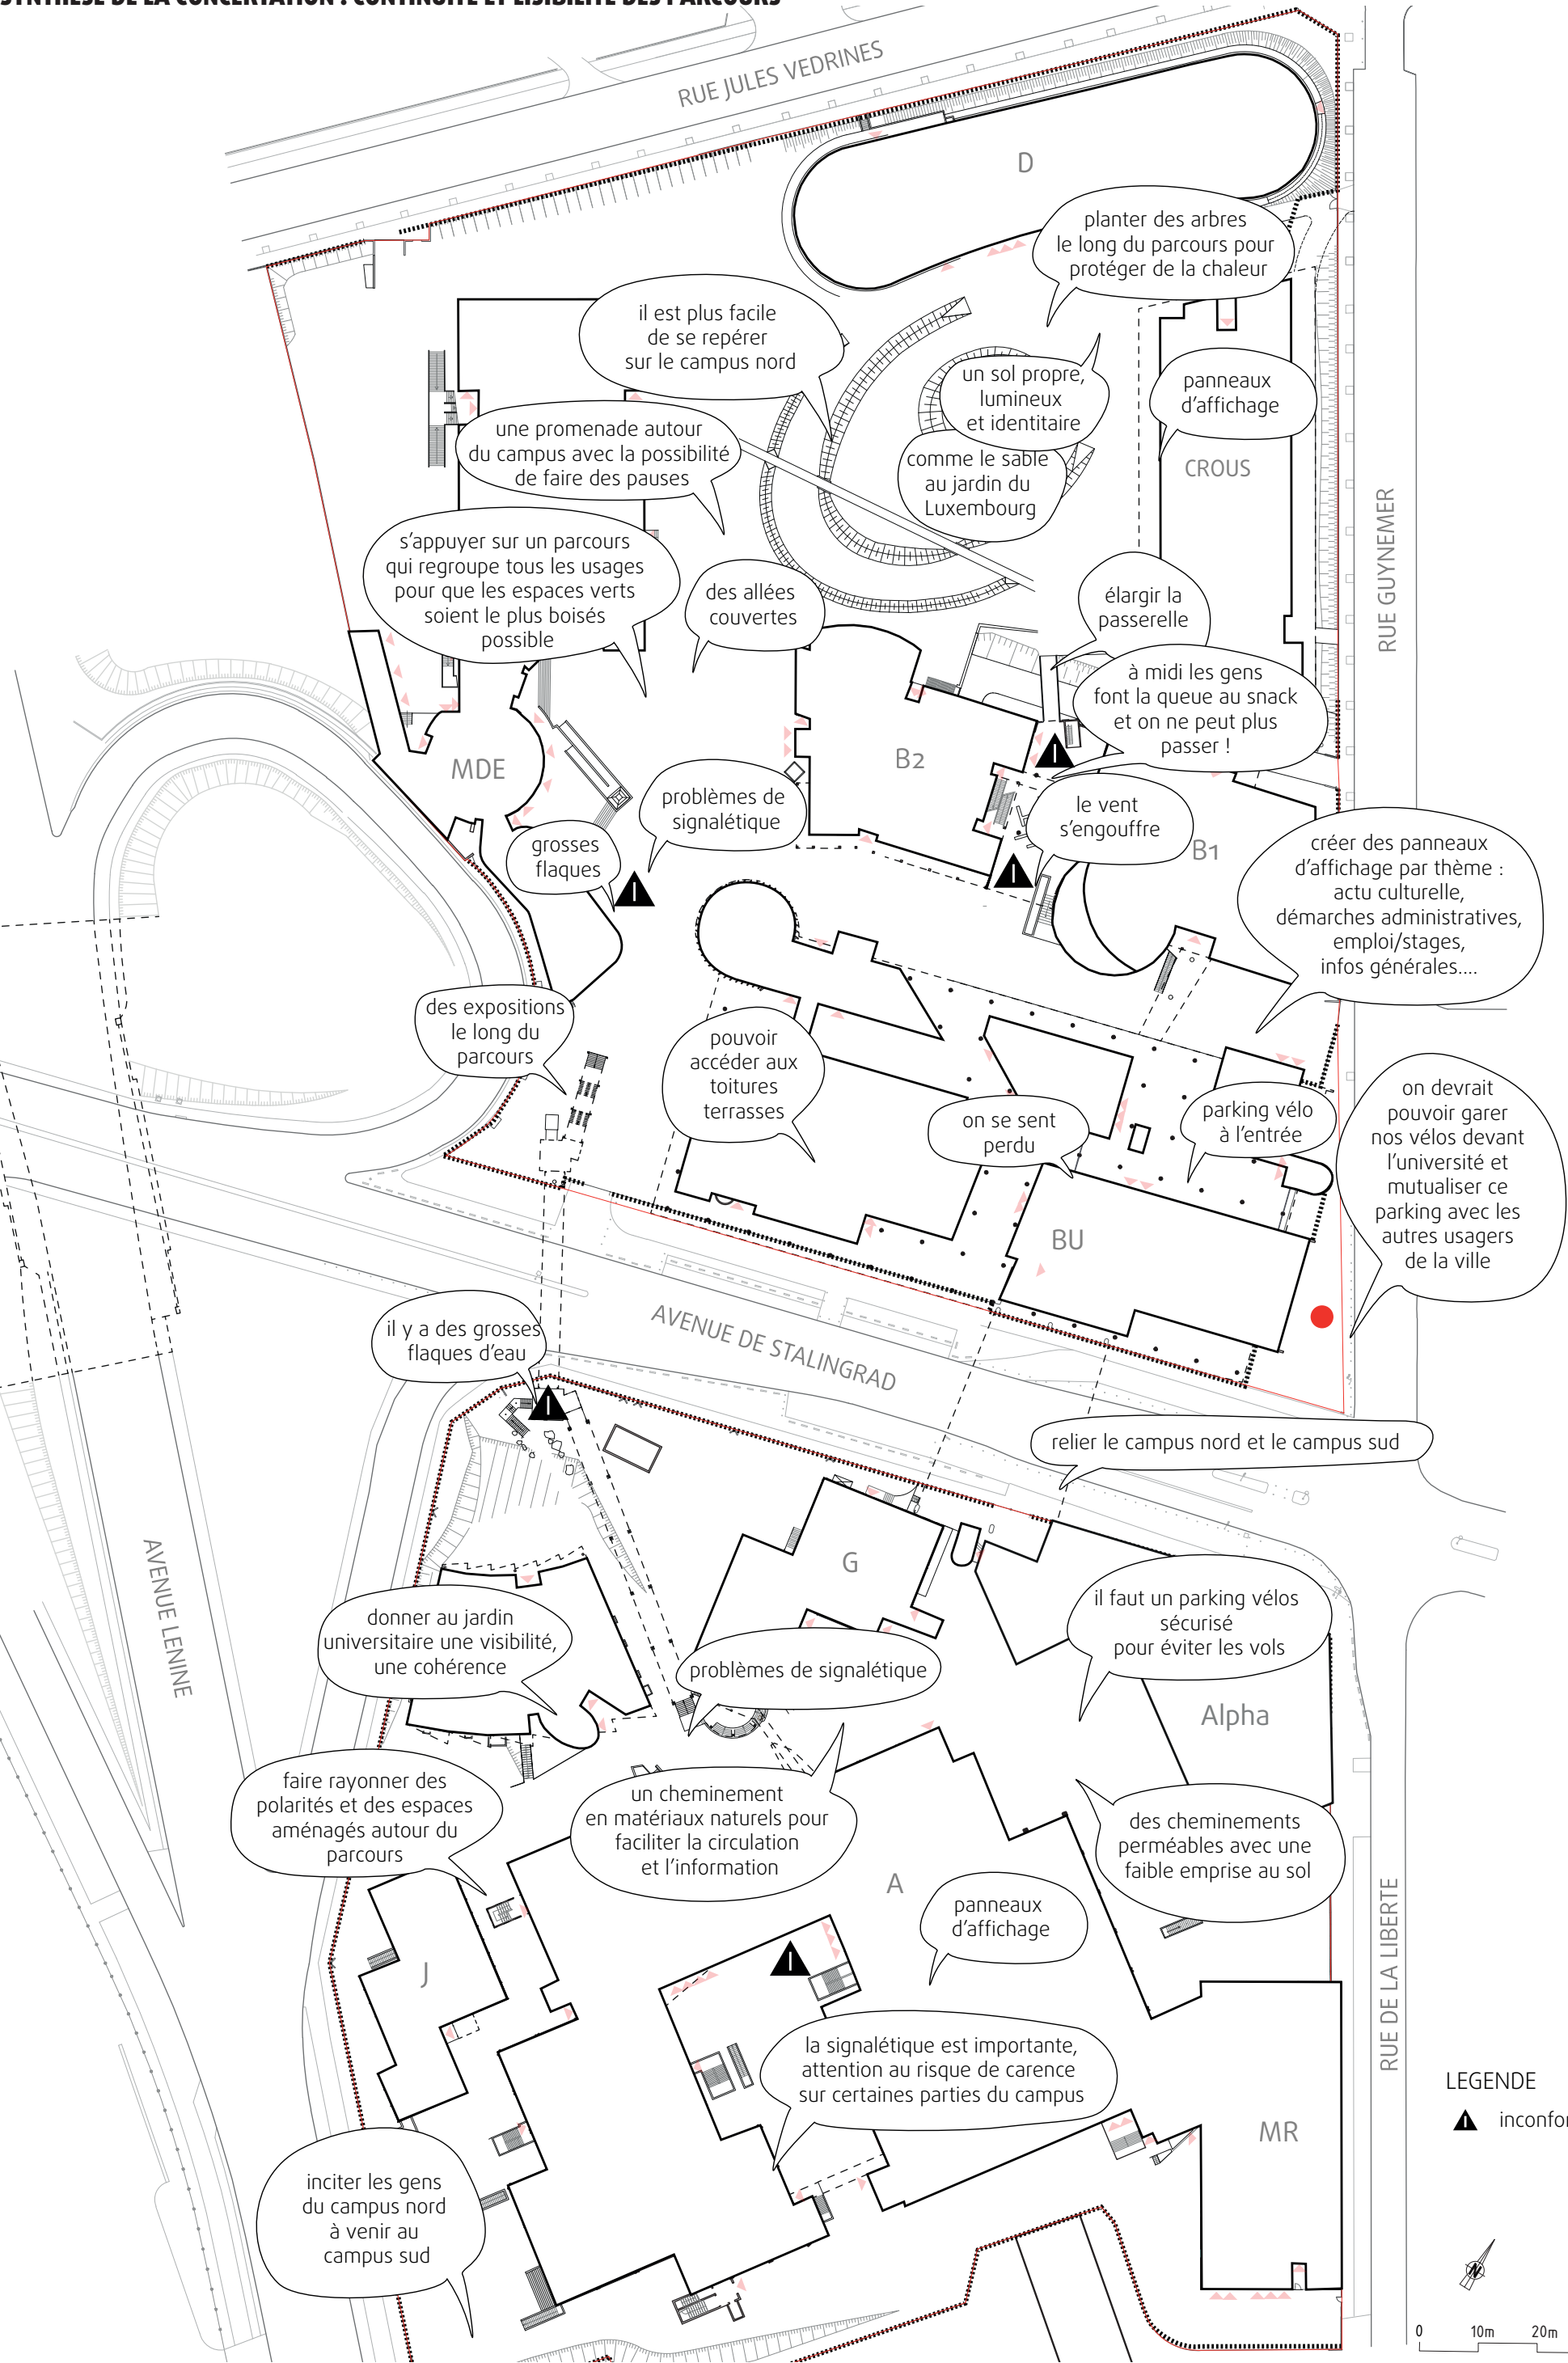 SYNTHÈSE DE LA CONCERTATION : CONTINUITÉ ET LISIBILITÉ DES PARCOURS
RUE JULES VEDRINES
D
planter des arbres
le long du parcours pour
protéger de la chaleur
il est plus facile
de se repérer
sur le campus nord
un sol propre,
lumineux
et identitaire
panneaux
d'affichage
une promenade autour
du campus avec la possibilité
de faire des pauses
comme le sable
au jardin du
Luxembourg
CROUS
RUE GUYNEMER
s'appuyer sur un parcours
qui regroupe tous les usages
pour que les espaces verts
soient le plus boisés
possible
des allées
couvertes
élargir la
passerelle
à midi les gens
font la queue au snack
et on ne peut plus
passer !
MDE
B2
problèmes de
signalétique
le vent
s'engouffre
grosses
flaques
B1
créer des panneaux
d'affichage par thème :
actu culturelle,
démarches administratives,
emploi/stages,
infos générales....
des expositions
le long du
parcours
pouvoir
accéder aux
toitures
terrasses
on se sent
perdu
parking vélo
à l'entrée
on devrait
pouvoir garer
nos vélos devant
l'université et
mutualiser ce
parking avec les
autres usagers
de la ville
BU
AVENUE DE STALINGRAD
il y a des grosses
flaques d'eau
relier le campus nord et le campus sud
AVENUE LENINE
G
il faut un parking vélos
sécurisé
pour éviter les vols
donner au jardin
universitaire une visibilité,
une cohérence
problèmes de signalétique
Alpha
faire rayonner des
polarités et des espaces
aménagés autour du
parcours
un cheminement
en matériaux naturels pour
faciliter la circulation
et l'information
des cheminements
perméables avec une
faible emprise au sol
A
panneaux
d'affichage
J
RUE DE LA LIBERTE
la signalétique est importante,
attention au risque de carence
sur certaines parties du campus
LEGENDE
I inconfor
MR
inciter les gens
du campus nord
à venir au
campus sud
N
0 10m 20m